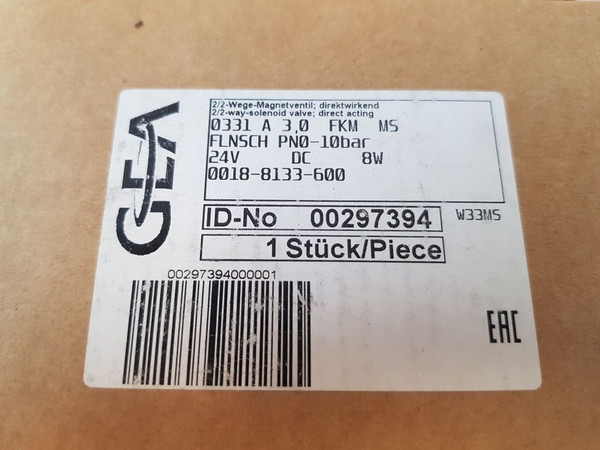 GEA
2/2-Wege-Magnetventil; direktwirkend
2/2-way-solenoid valve; direct acting
0331 A 3,0 FKM MS
FLNSCH PN0-10bar
24V DC 8W
0018-8133-600
ID-No 00297394 W33MS
1 Stück/Piece
00297394000001
EAC